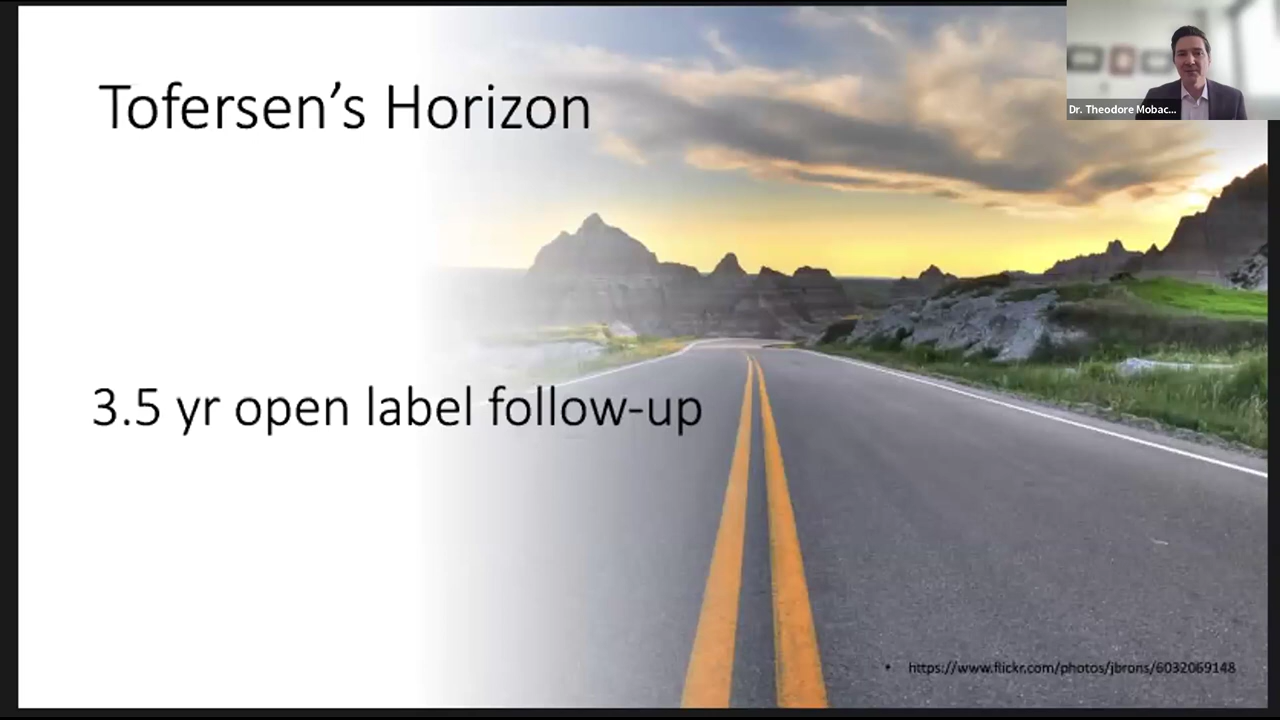 Tofersen’s Horizon
Dr. Theodore Mobac...
3.5 yr open label follow-up
• https://www.flickr.com/photos/jbrons/6032069148